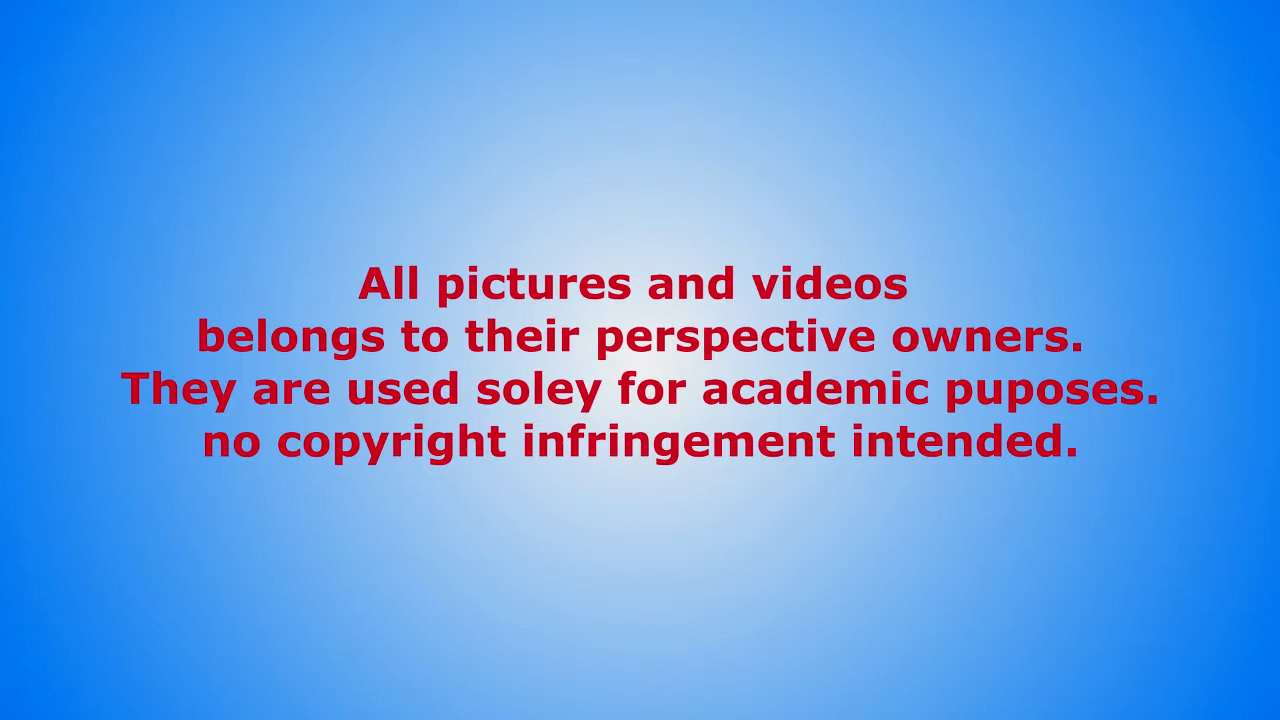 All pictures and videos
belongs to their perspective owners.
They are used soley for academic puposes.
no copyright infringement intended.